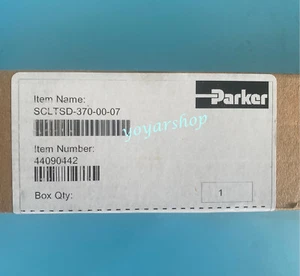 Parker
Item Name:
SCLTSD-370-00-07
yoyarshop
Item Number:
44090442
Box Qty:
1